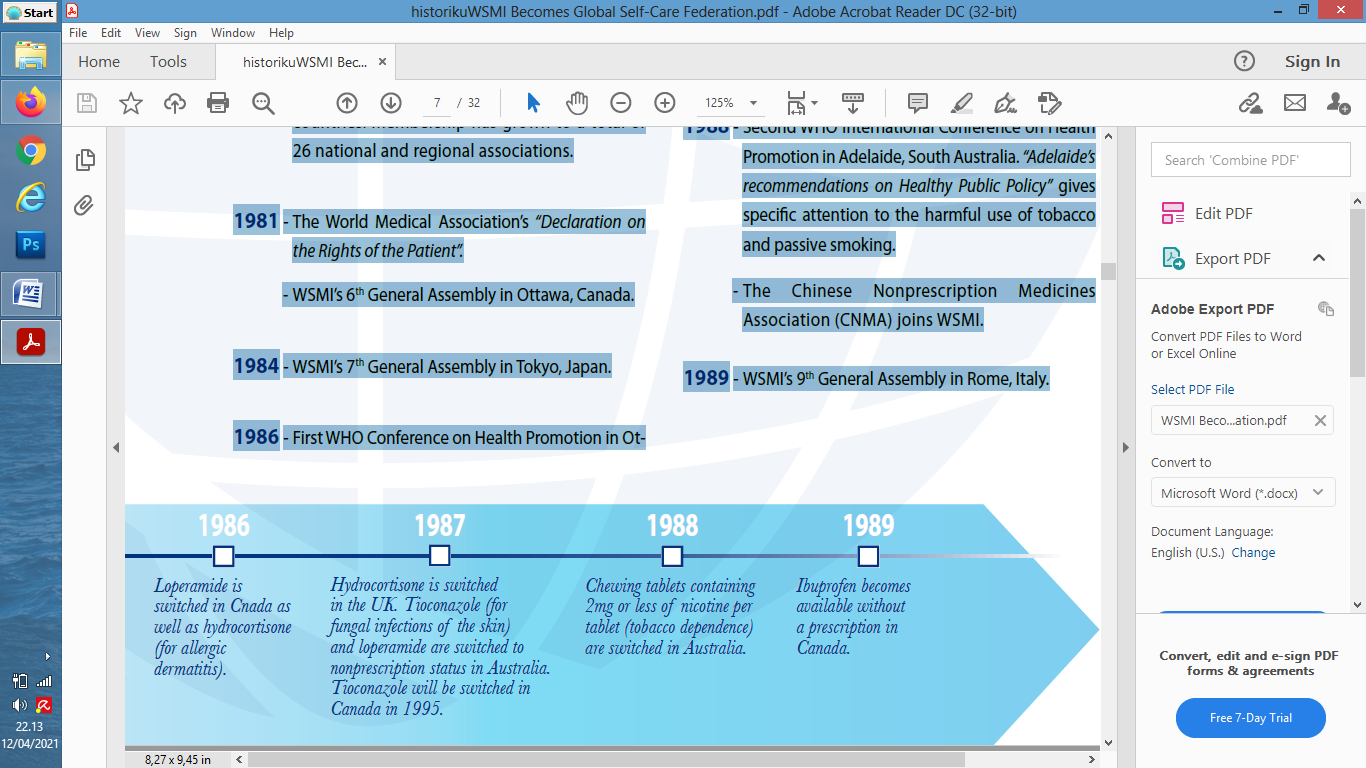 Start
historikuWSMI Becomes Global Self-Care Federation.pdf - Adobe Acrobat Reader DC (32-bit)
File Edit View Sign Window Help
Home Tools historikuWSMI Bec... ×
Sign In
7 / 32
125%
26 national and regional associations.
1981 - The World Medical Association's “Declaration on
the Rights of the Patient”.
- WSMI's 6th General Assembly in Ottawa, Canada.
1984 - WSMI's 7th General Assembly in Tokyo, Japan.
1986 - First WHO Conference on Health Promotion in Ot-
1988 - Second WHO International Conference on Health
Promotion in Adelaide, South Australia. “Adelaide's
recommendations on Healthy Public Policy” gives
specific attention to the harmful use of tobacco
and passive smoking.
- The Chinese Nonprescription Medicines
Association (CNMA) joins WSMI.
1989 - WSMI's 9th General Assembly in Rome, Italy.
1986
Loperamide is
switched in Cnada as
well as hydrocortisone
(for allergic
dermatitis).
1987
Hydrocortisone is switched
in the UK. Tioconazole (for
fungal infections of the skin)
and loperamide are switched to
nonprescription status in Australia.
Tioconazole will be switched in
Canada in 1995.
1988
Chewing tablets containing
2mg or less of nicotine per
tablet (tobacco dependence)
are switched in Australia.
1989
Ibuprofen becomes
available without
a prescription in
Canada.
8,27 x 9,45 in
Search 'Combine PDF'
Edit PDF
Export PDF
Adobe Export PDF
Convert PDF Files to Word
or Excel Online
Select PDF File
WSMI Beco...ation.pdf
Convert to
Microsoft Word (*.docx)
Document Language:
English (U.S.) Change
Convert, edit and e-sign PDF
forms & agreements
Free 7-Day Trial
Ps
22.13
12/04/2021